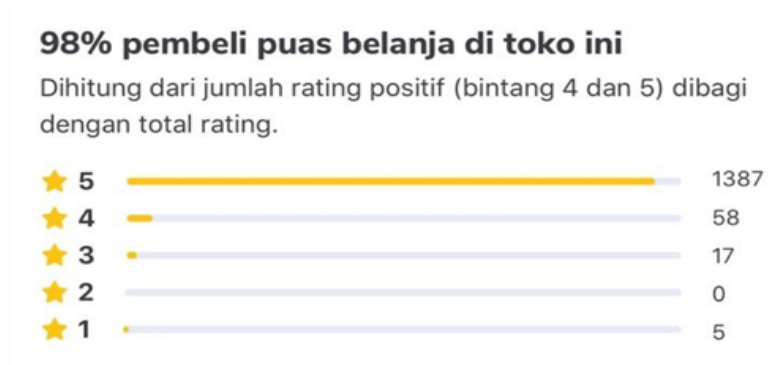 98% pembeli puas belanja di toko ini
Dihitung dari jumlah rating positif (bintang 4 dan 5) dibagi
dengan total rating.
5 1387
4 58
3 17
2 0
1 5